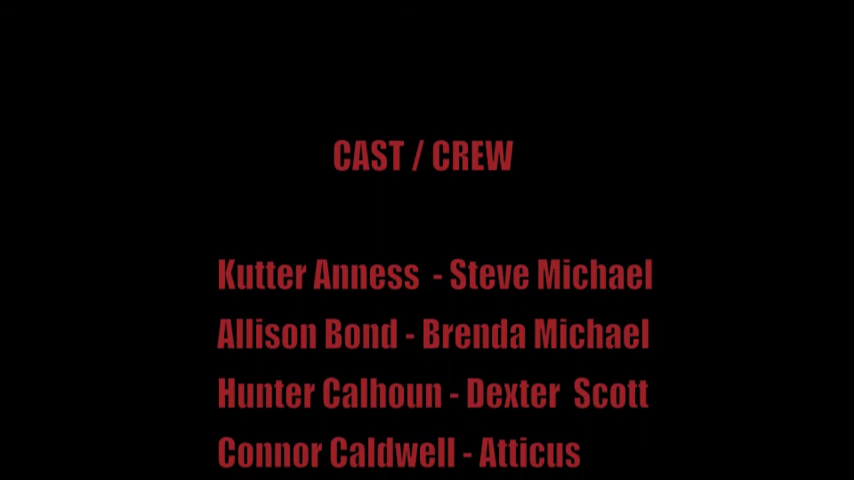 CAST / CREW
Kutter Anness - Steve Michael
Allison Bond - Brenda Michael
Hunter Calhoun - Dexter Scott
Connor Caldwell - Atticus